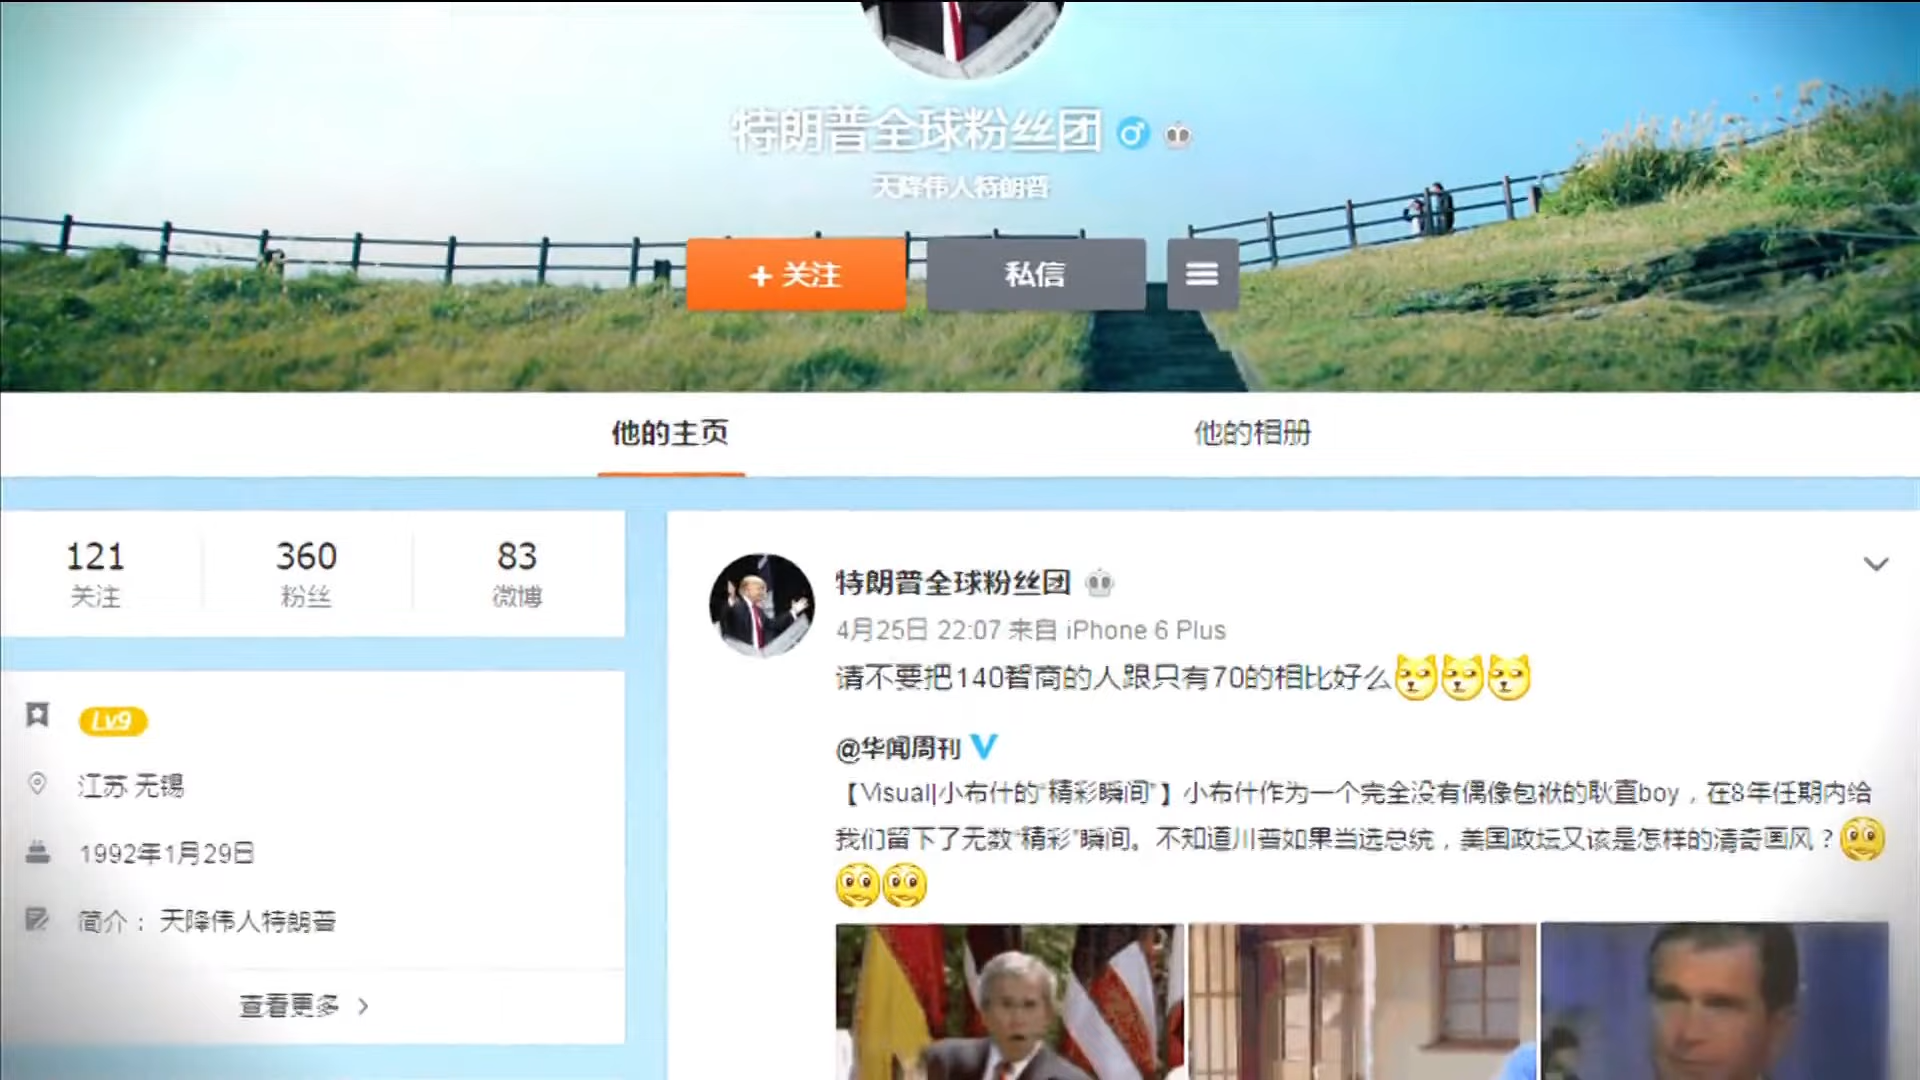 特朗普全球粉丝团
天降伟人特朗普
+ 关注
私信
他的主页
他的相册
121
关注
360
粉丝
83
微博
Lv9
江苏 无锡
1992年1月29日
简介： 天降伟人特朗普
查看更多 >
特朗普全球粉丝团
4月25日 22:07 来自 iPhone 6 Plus
请不要把140智商的人跟只有70的相比好么
@华闻周刊
【Visual|小布什的“精彩瞬间”】小布什作为一个完全没有偶像包袱的耿直boy，在8年任期内给
我们留下了无数“精彩”瞬间。不知道川普如果当选总统，美国政坛又该是怎样的清奇画风？